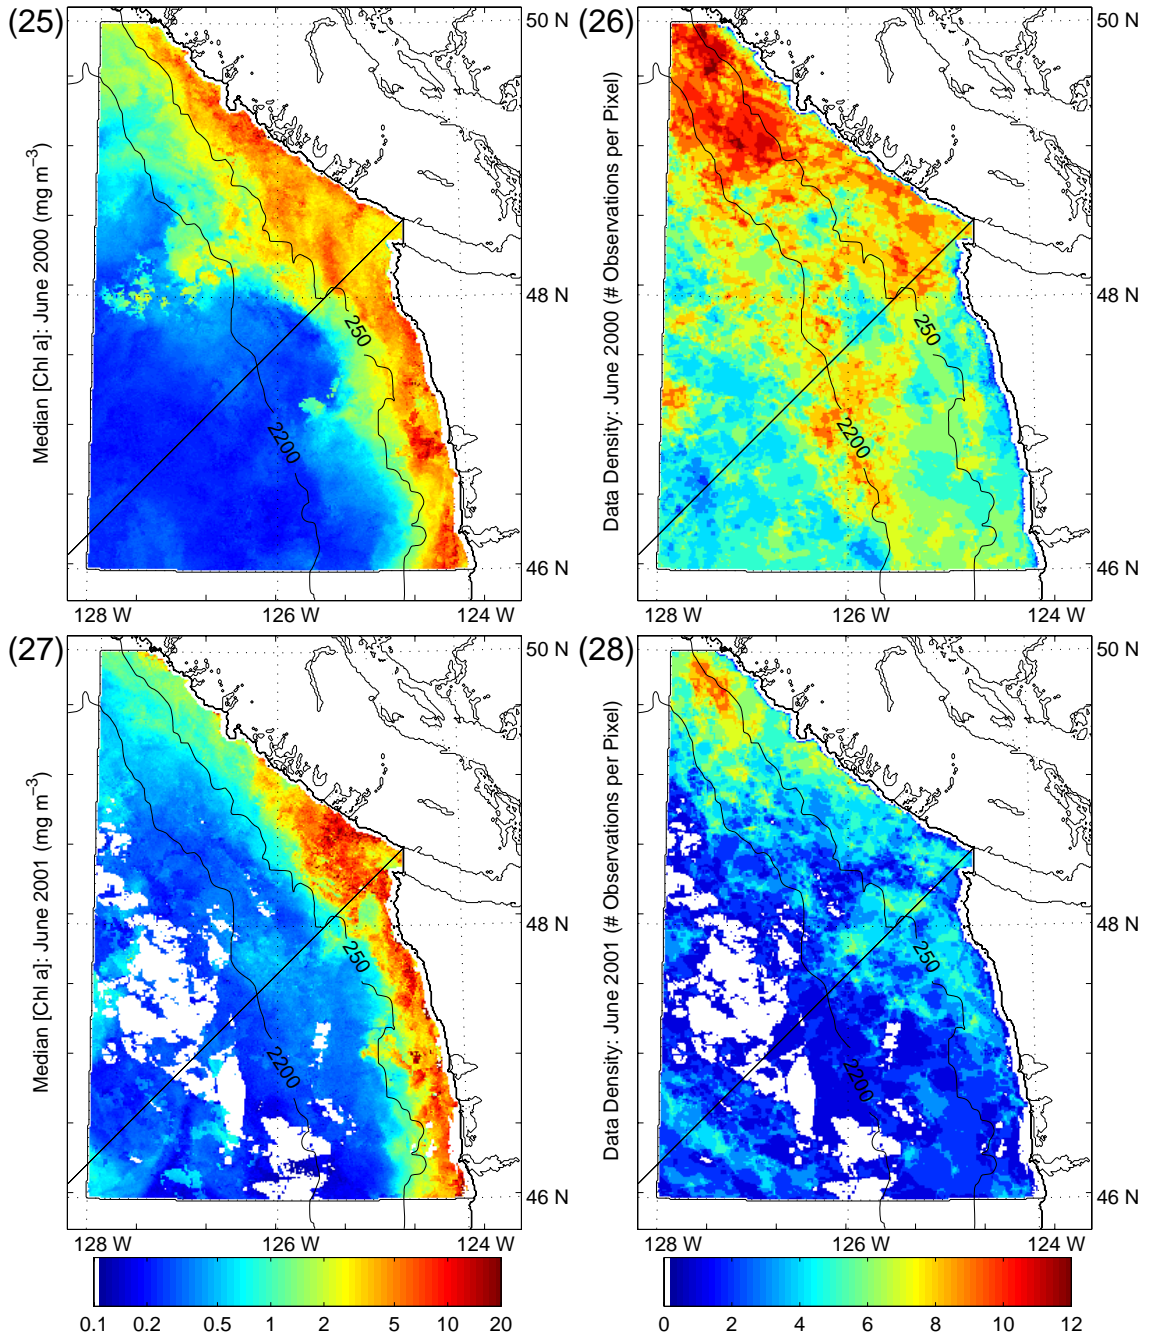 (25)
Median [Chl a]: June 2000 (mg m−3)
250
2200
50 N
48 N
46 N
128 W 126 W 124 W
(26)
Data Density: June 2000 (# Observations per Pixel)
250
2200
50 N
48 N
46 N
128 W 126 W 124 W
(27)
Median [Chl a]: June 2001 (mg m−3)
250
2200
50 N
48 N
46 N
128 W 126 W 124 W
0.1 0.2 0.5 1 2 5 10 20
(28)
Data Density: June 2001 (# Observations per Pixel)
250
2200
50 N
48 N
46 N
128 W 126 W 124 W
0 2 4 6 8 10 12